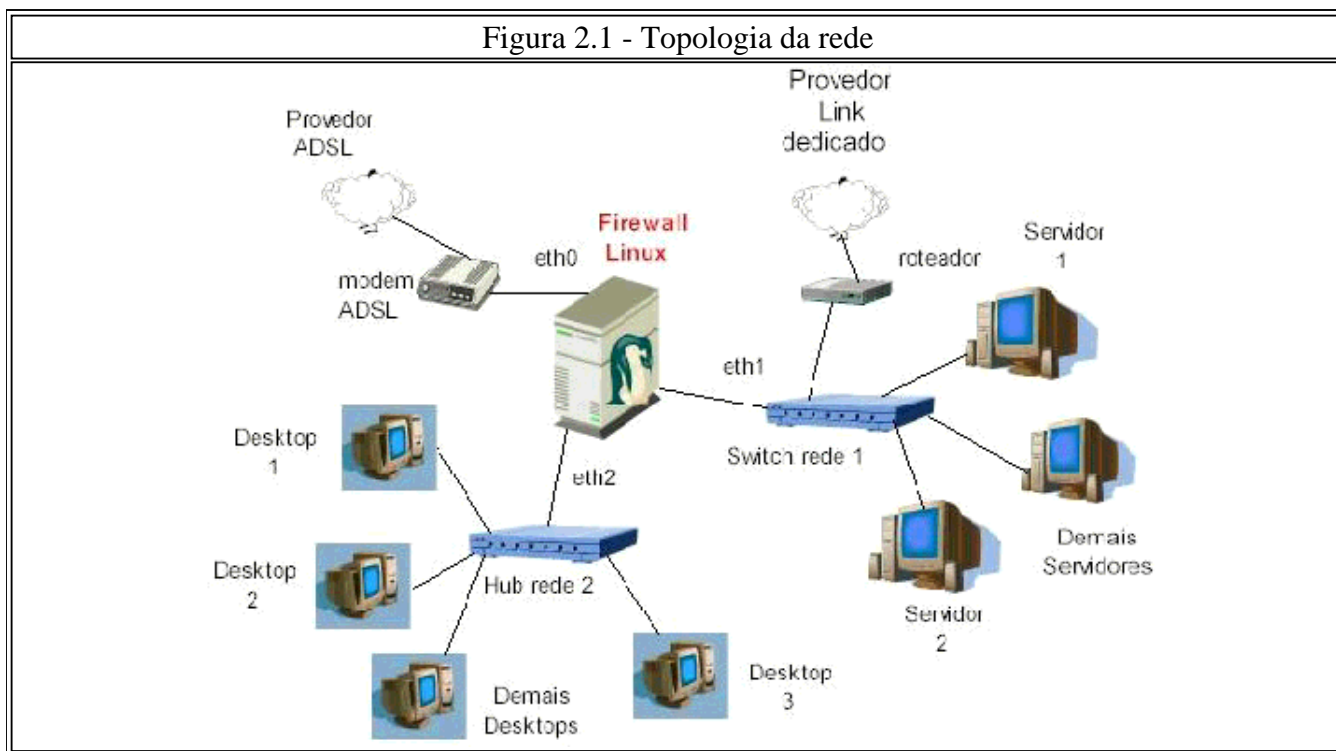 Figura 2.1 - Topologia da rede
Provedor
ADSL
Provedor
Link
dedicado
Firewall
Linux
eth0
modem
ADSL
roteador
Servidor
1
eth1
Switch rede 1
Desktop
1
eth2
Desktop
2
Hub rede 2
Demais
Servidores
Servidor
2
Demais
Desktops
Desktop
3